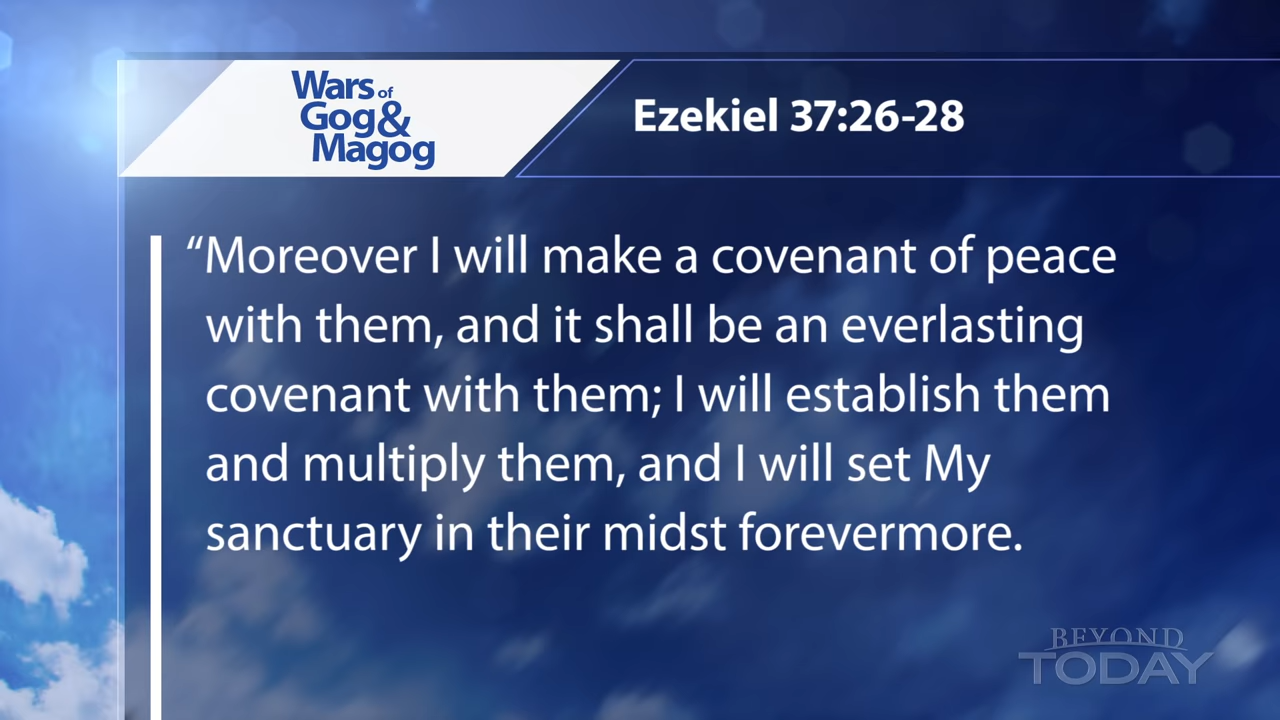 Wars of
Gog&
Magog
Ezekiel 37:26-28
“Moreover I will make a covenant of peace
with them, and it shall be an everlasting
covenant with them; I will establish them
and multiply them, and I will set My
sanctuary in their midst forevermore.
BEYOND
TODAY